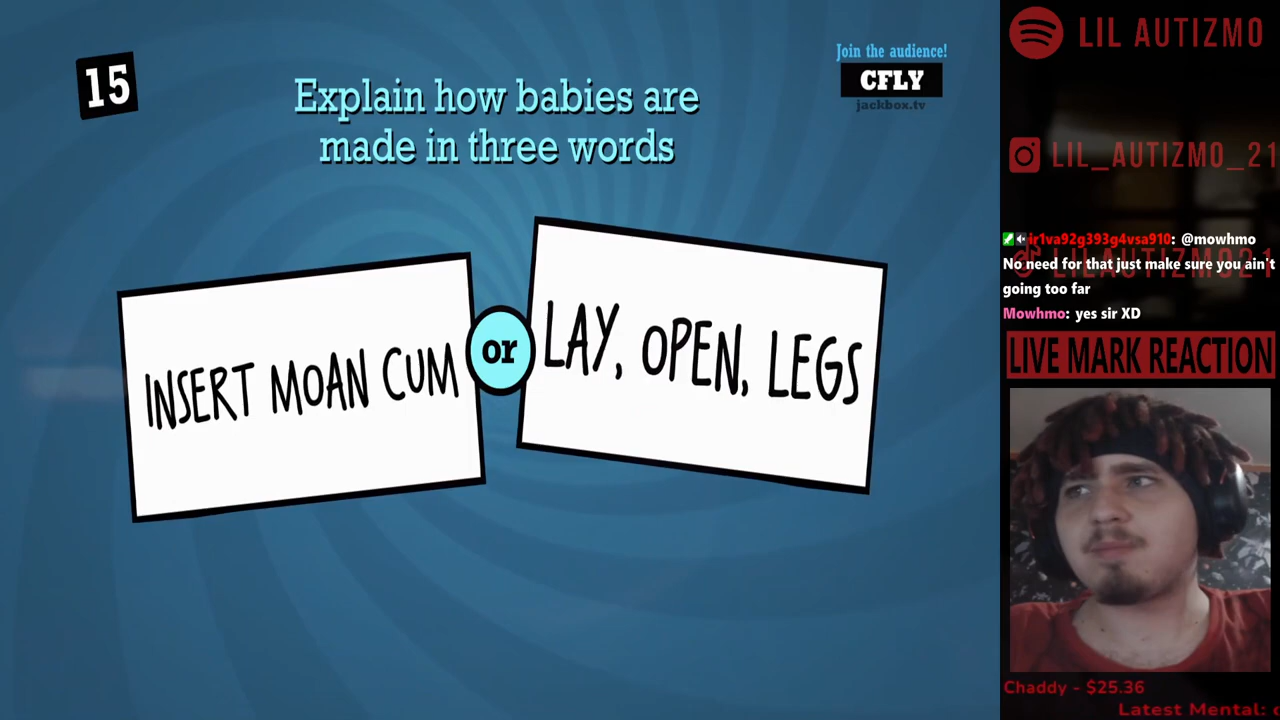 15
Explain how babies are
made in three words
Join the audience!
CFLY
jackbox.tv
INSERT MOAN CUM
or
LAY, OPEN, LEGS
LIL AUTIZMO
LIL_AUTIZMO_21
LILAUTIZMO21
ir1va92g393g4vsa910: @mowhmo
No need for that just make sure you ain't
going too far
Mowhmo: yes sir XD
LIVE MARK REACTION
Chaddy - $25.36
Latest Mental: